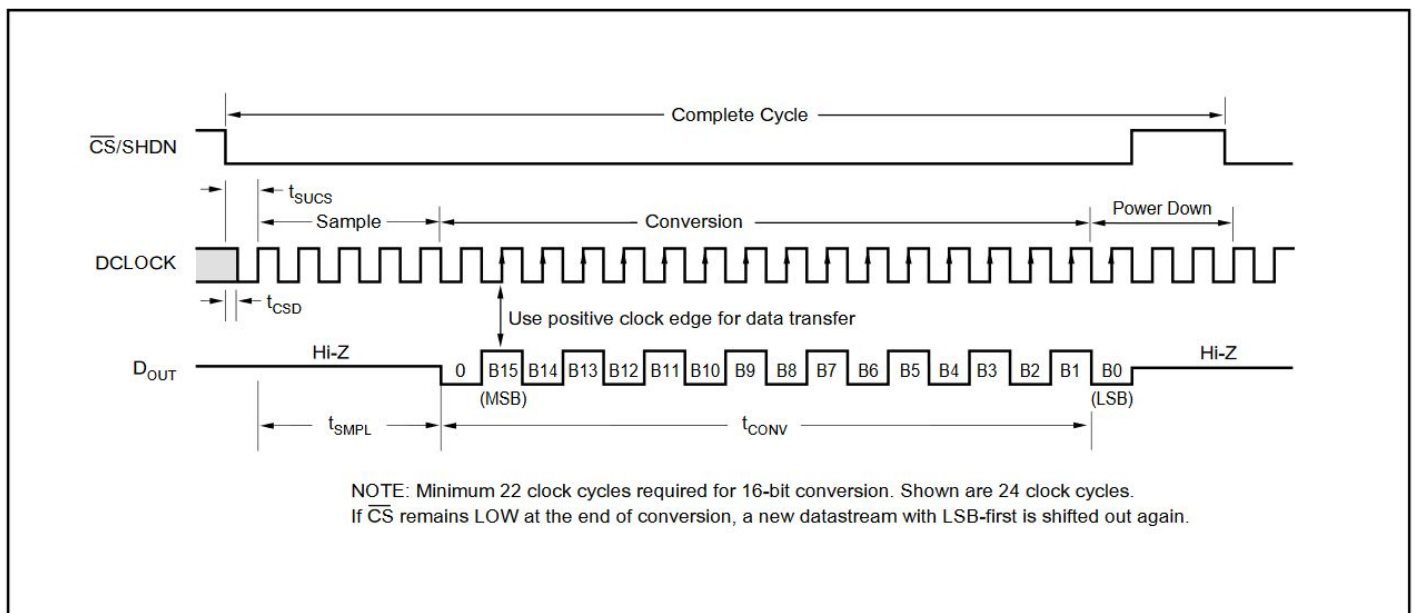 Complete Cycle
CS/SHDN
tSUCS
Sample
Conversion
Power Down
DCLOCK
tCSD
Use positive clock edge for data transfer
Hi-Z
Hi-Z
DOUT
0 B15 B14 B13 B12 B11 B10 B9 B8 B7 B6 B5 B4 B3 B2 B1 B0
(MSB)
(LSB)
tSMPL
tCONV
NOTE: Minimum 22 clock cycles required for 16-bit conversion. Shown are 24 clock cycles.
If CS remains LOW at the end of conversion, a new datastream with LSB-first is shifted out again.